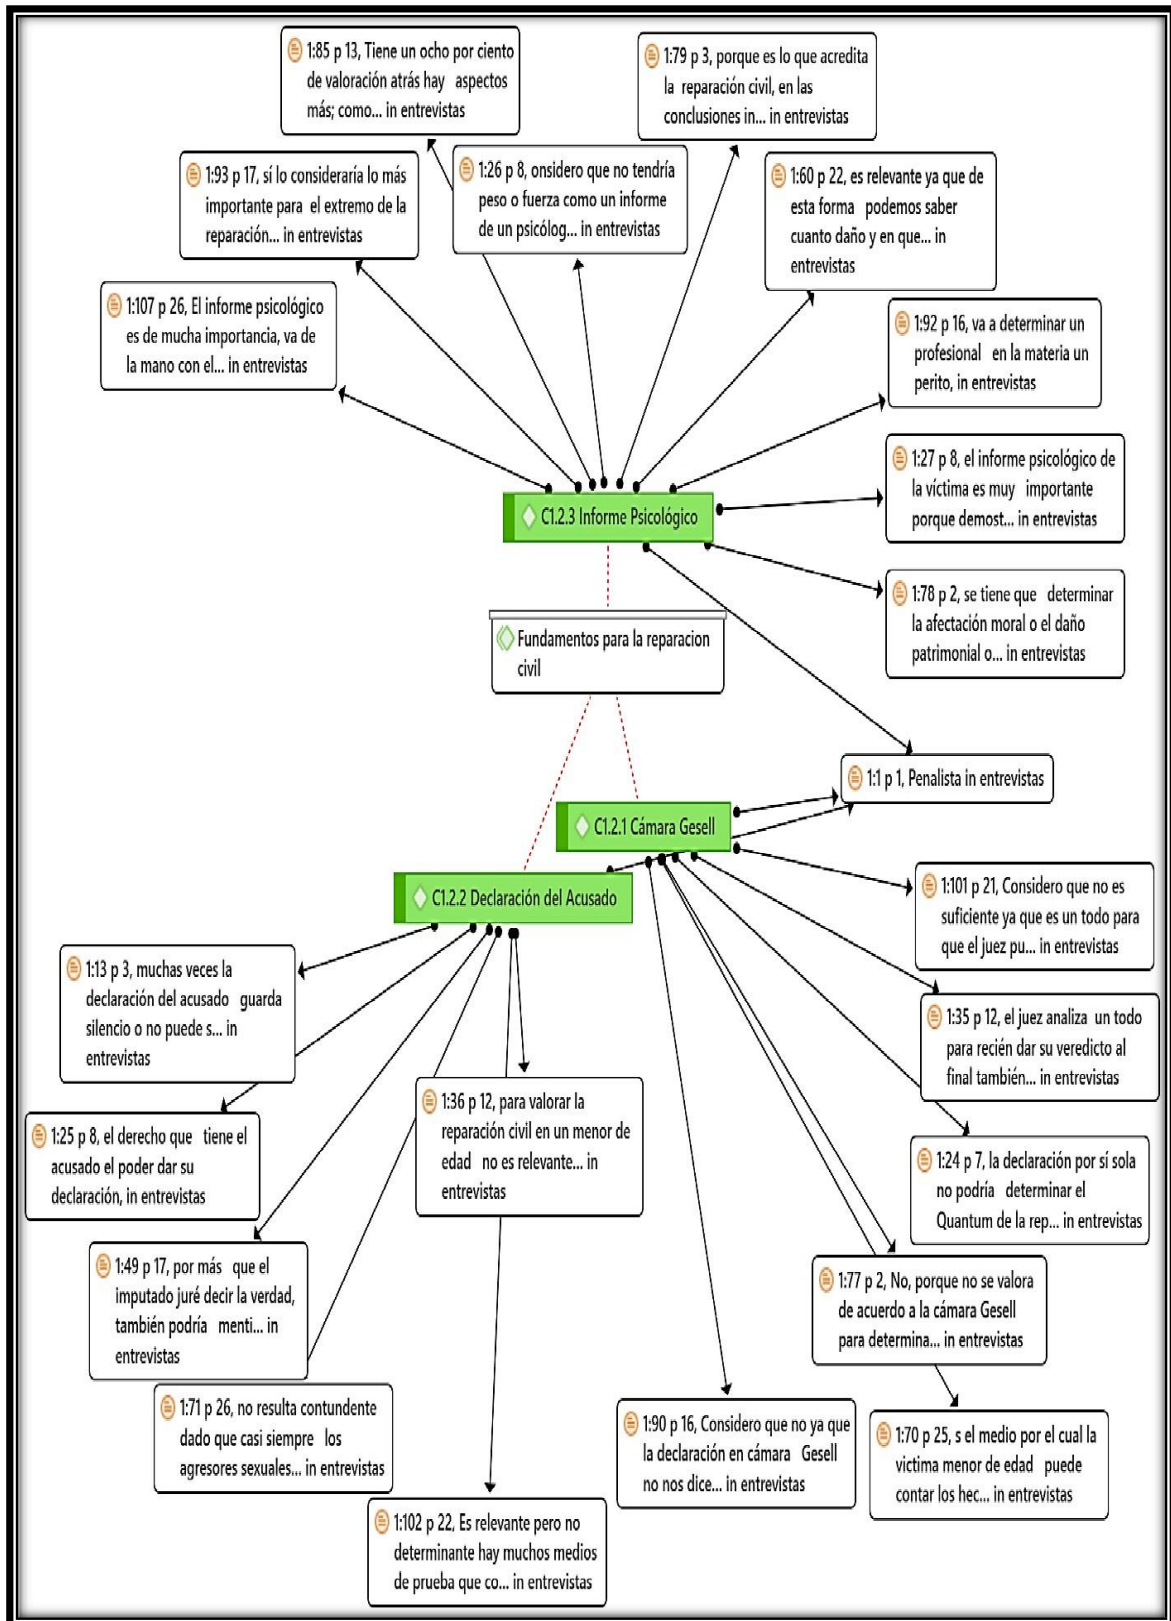 1:85 p 13, Tiene un ocho por ciento
de valoración atrás hay aspectos
más; como... in entrevistas
1:79 p 3, porque es lo que acredita
la reparación civil, en las
conclusiones in... in entrevistas
1:93 p 17, sí lo consideraría lo más
importante para el extremo de la
reparación... in entrevistas
1:26 p 8, onsidero que no tendría
peso o fuerza como un informe
de un psicólog... in entrevistas
1:60 p 22, es relevante ya que de
esta forma podemos saber
cuanto daño y en que... in
entrevistas
1:107 p 26, El informe psicológico
es de mucha importancia, va de
la mano con el... in entrevistas
1:92 p 16, va a determinar un
profesional en la materia un
perito, in entrevistas
1:27 p 8, el informe psicológico de
la víctima es muy importante
porque demost... in entrevistas
C1.2.3 Informe Psicológico
1:78 p 2, se tiene que determinar
la afectación moral o el daño
patrimonial o... in entrevistas
Fundamentos para la reparacion
civil
1:1 p 1, Penalista in entrevistas
C1.2.1 Cámara Gesell
C1.2.2 Declaración del Acusado
1:101 p 21, Considero que no es
suficiente ya que es un todo para
que el juez pu... in entrevistas
1:13 p 3, muchas veces la
declaración del acusado guarda
silencio o no puede s... in
entrevistas
1:35 p 12, el juez analiza un todo
para recién dar su veredicto al
final también... in entrevistas
1:36 p 12, para valorar la
reparación civil en un menor de
edad no es relevante... in
entrevistas
1:25 p 8, el derecho que tiene el
acusado el poder dar su
declaración, in entrevistas
1:24 p 7, la declaración por sí sola
no podría determinar el
Quantum de la rep... in entrevistas
1:49 p 17, por más que el
imputado juré decir la verdad,
también podría menti... in
entrevistas
1:77 p 2, No, porque no se valora
de acuerdo a la cámara Gesell
para determina... in entrevistas
1:71 p 26, no resulta contundente
dado que casi siempre los
agresores sexuales... in entrevistas
1:90 p 16, Considero que no ya que
la declaración en cámara Gesell
no nos dice... in entrevistas
1:70 p 25, s el medio por el cual la
victima menor de edad puede
contar los hec... in entrevistas
1:102 p 22, Es relevante pero no
determinante hay muchos medios
de prueba que co... in entrevistas